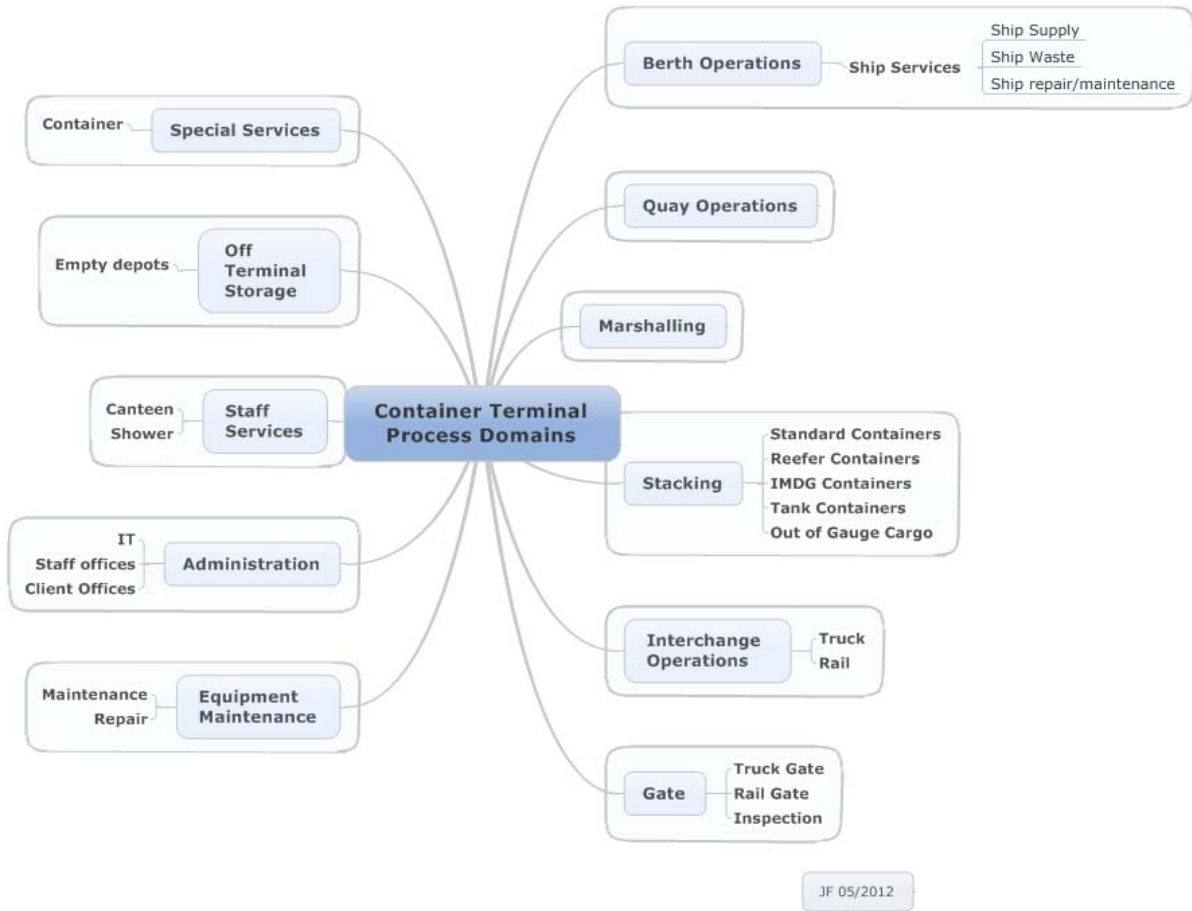 Container Terminal
Process Domains
Berth Operations
Ship Services
Ship Supply
Ship Waste
Ship repair/maintenance
Quay Operations
Marshalling
Stacking
Standard Containers
Reefer Containers
IMDG Containers
Tank Containers
Out of Gauge Cargo
Interchange
Operations
Truck
Rail
Gate
Truck Gate
Rail Gate
Inspection
Special Services
Container
Off
Terminal
Storage
Empty depots
Staff
Services
Canteen
Shower
Administration
IT
Staff offices
Client Offices
Equipment
Maintenance
Maintenance
Repair
JF 05/2012